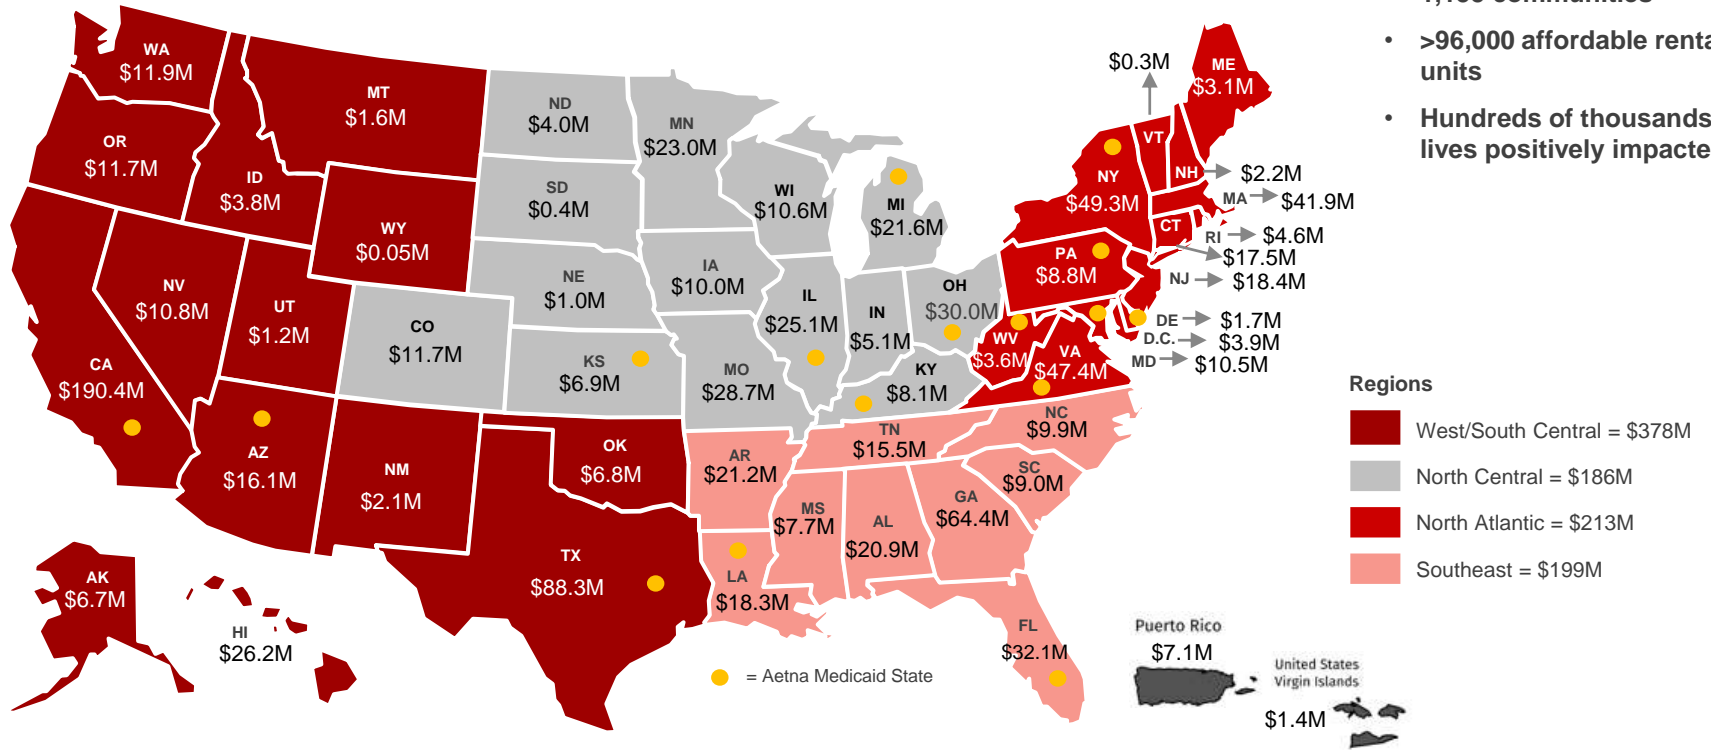 1,100 communities
• >96,000 affordable
units
• Hundreds of thousands
lives positively
WA
$11.9M
OR
$11.7M
MT
$1.6M
ID
$3.8M
WY
$0.05M
NV
$10.8M
UT
$1.2M
CA
$190.4M
AZ
$16.1M
NM
$2.1M
CO
$11.7M
ND
$4.0M
SD
$0.4M
NE
$1.0M
KS
$6.9M
MN
$23.0M
IA
$10.0M
MO
$28.7M
WI
$10.6M
IL
$25.1M
MI
$21.6M
IN
$5.1M
OH
$30.0M
KY
$8.1M
OK
$6.8M
TX
$88.3M
AR
$21.2M
LA
$18.3M
MS
$7.7M
AL
$20.9M
TN
$15.5M
GA
$64.4M
FL
$32.1M
SC
$9.0M
NC
$9.9M
VA
$47.4M
WV
$3.6M
PA
$8.8M
NY
$49.3M
$0.3M
VT
ME
$3.1M
NH
$2.2M
MA
$41.9M
CT
$17.5M
RI
$4.6M
NJ
$18.4M
DE
$1.7M
D.C.
$3.9M
MD
$10.5M
AK
$6.7M
HI
$26.2M
= Aetna Medicaid State
Puerto Rico
$7.1M
United States
Virgin Islands
$1.4M
Regions
West/South Central = $378M
North Central = $186M
North Atlantic = $213M
Southeast = $199M